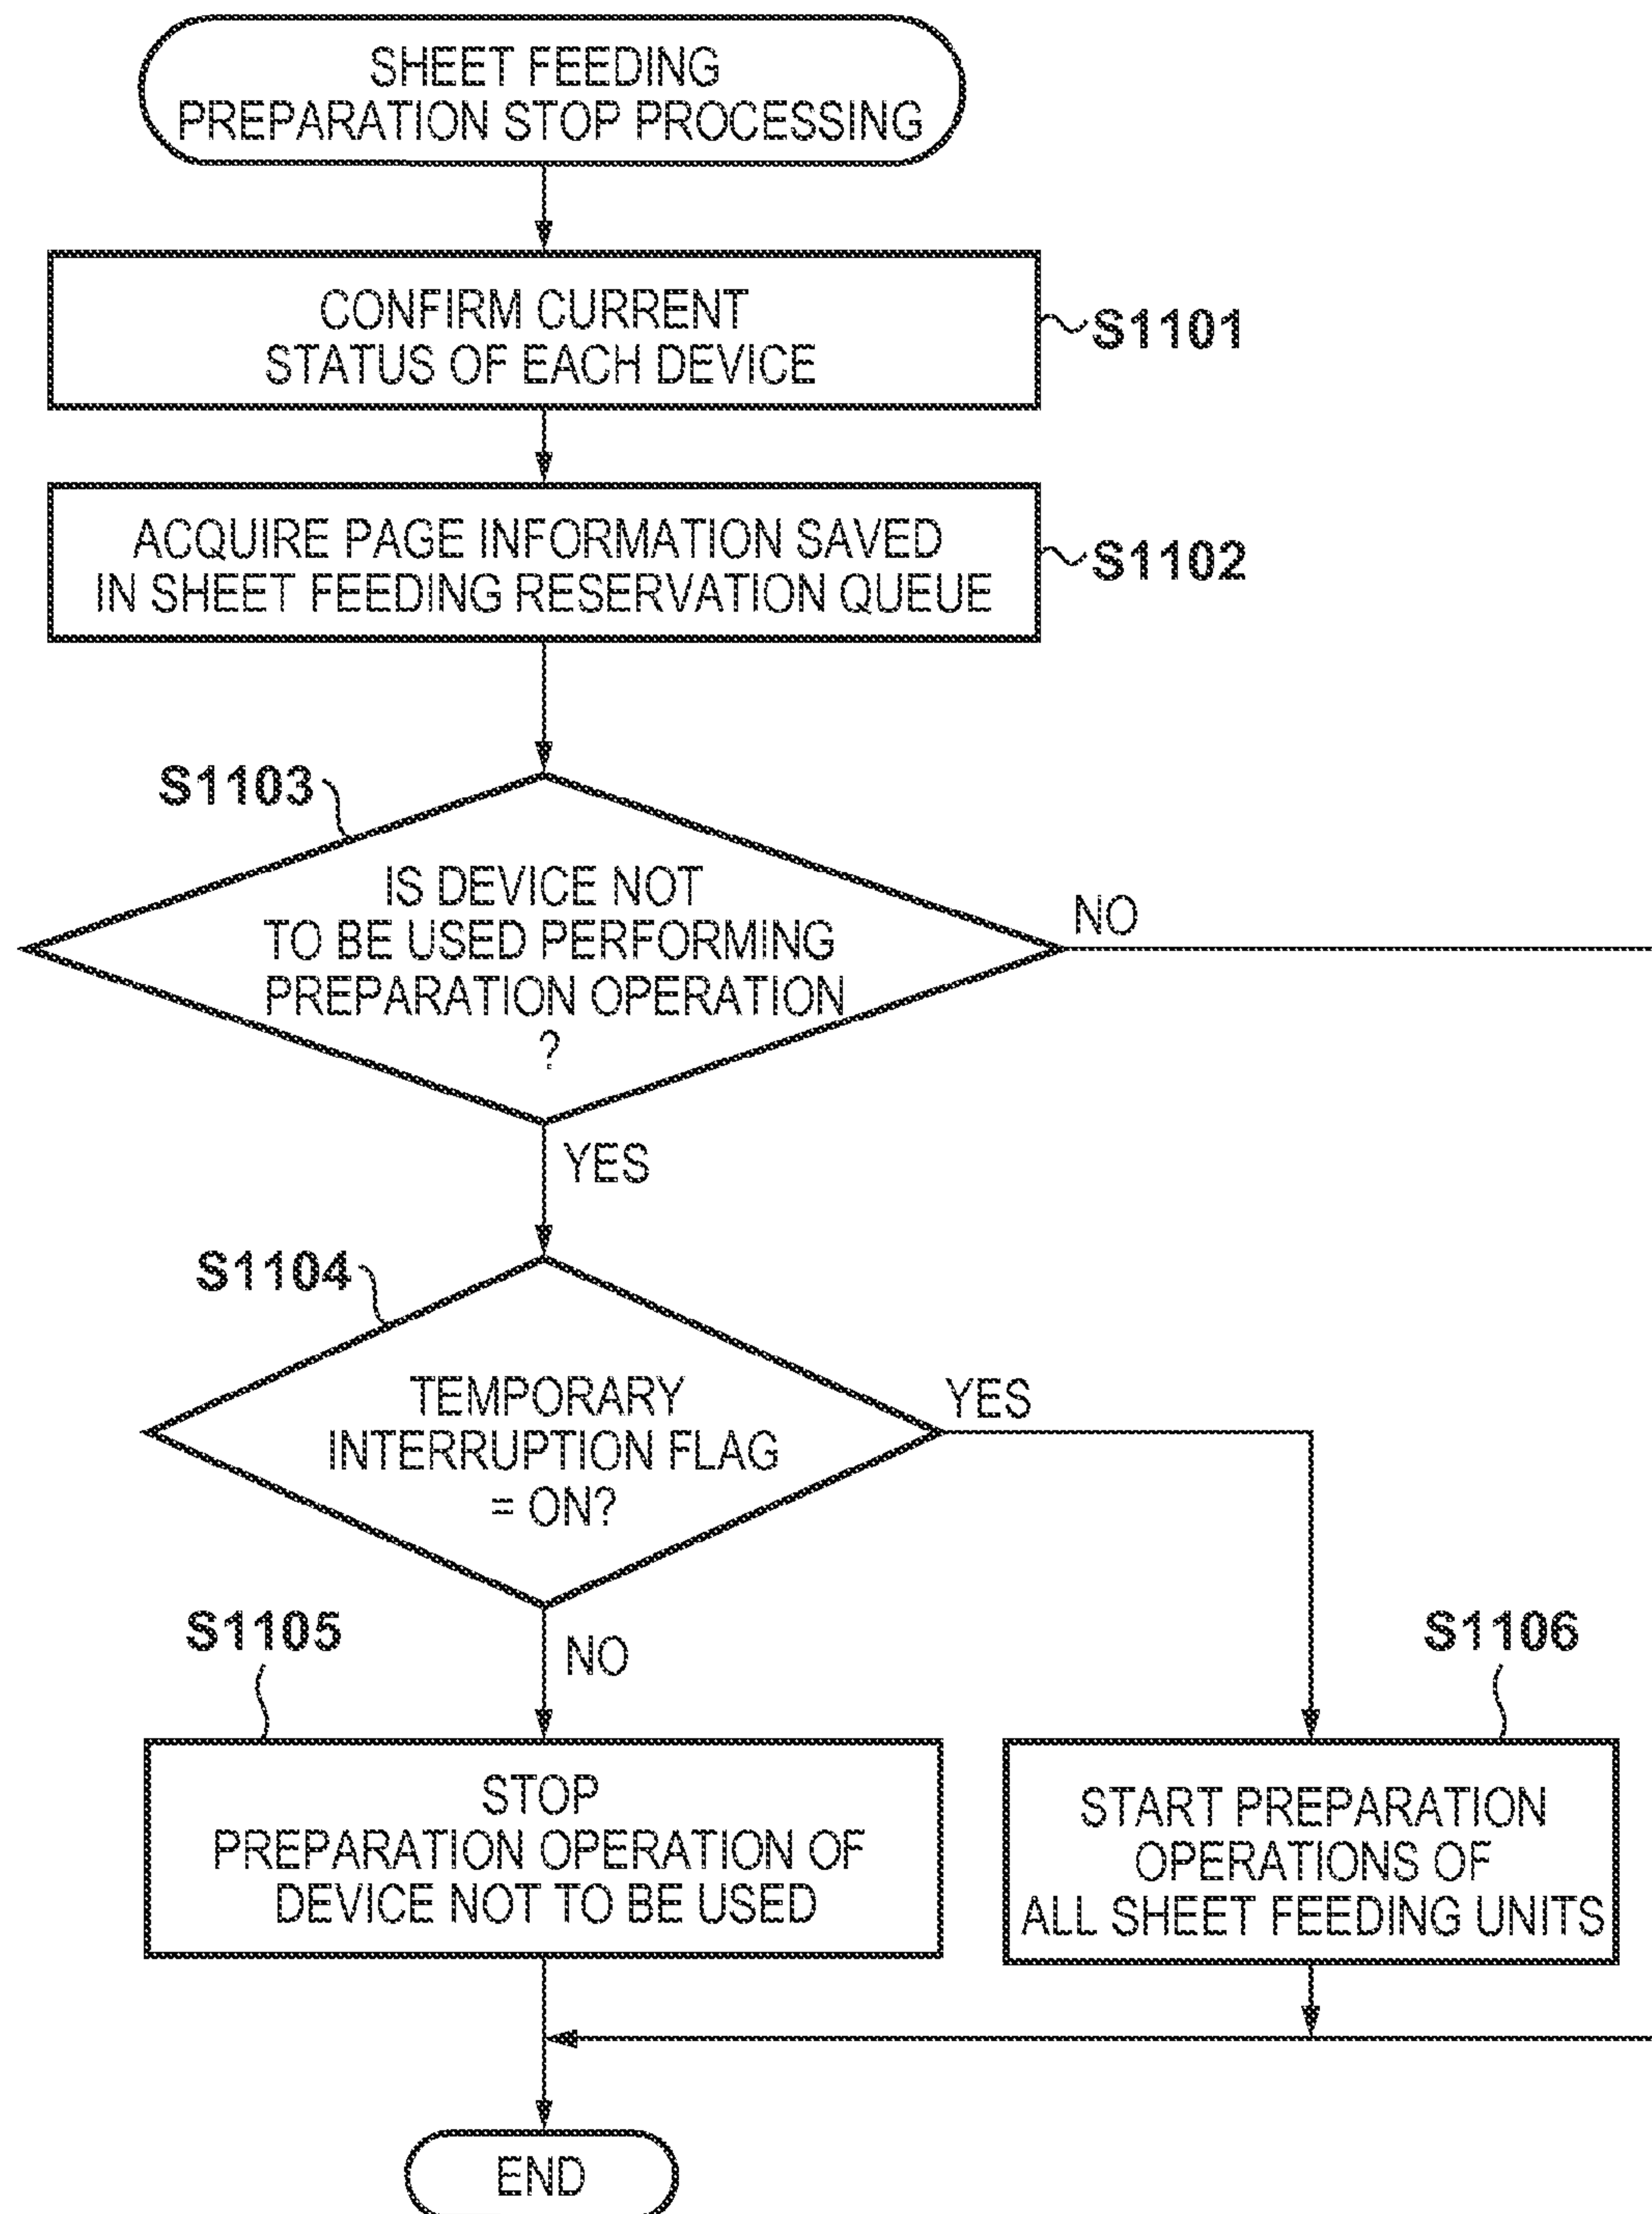 SHEET FEEDING
PREPARATION STOP PROCESSING
CONFIRM CURRENT
STATUS OF EACH DEVICE
S1101
ACQUIRE PAGE INFORMATION SAVED
IN SHEET FEEDING RESERVATION QUEUE
S1102
S1103
IS DEVICE NOT
TO BE USED PERFORMING
PREPARATION OPERATION
?
NO
YES
S1104
TEMPORARY
INTERRUPTION FLAG
= ON?
YES
NO
S1105
STOP
PREPARATION OPERATION OF
DEVICE NOT TO BE USED
S1106
START PREPARATION
OPERATIONS OF
ALL SHEET FEEDING UNITS
END